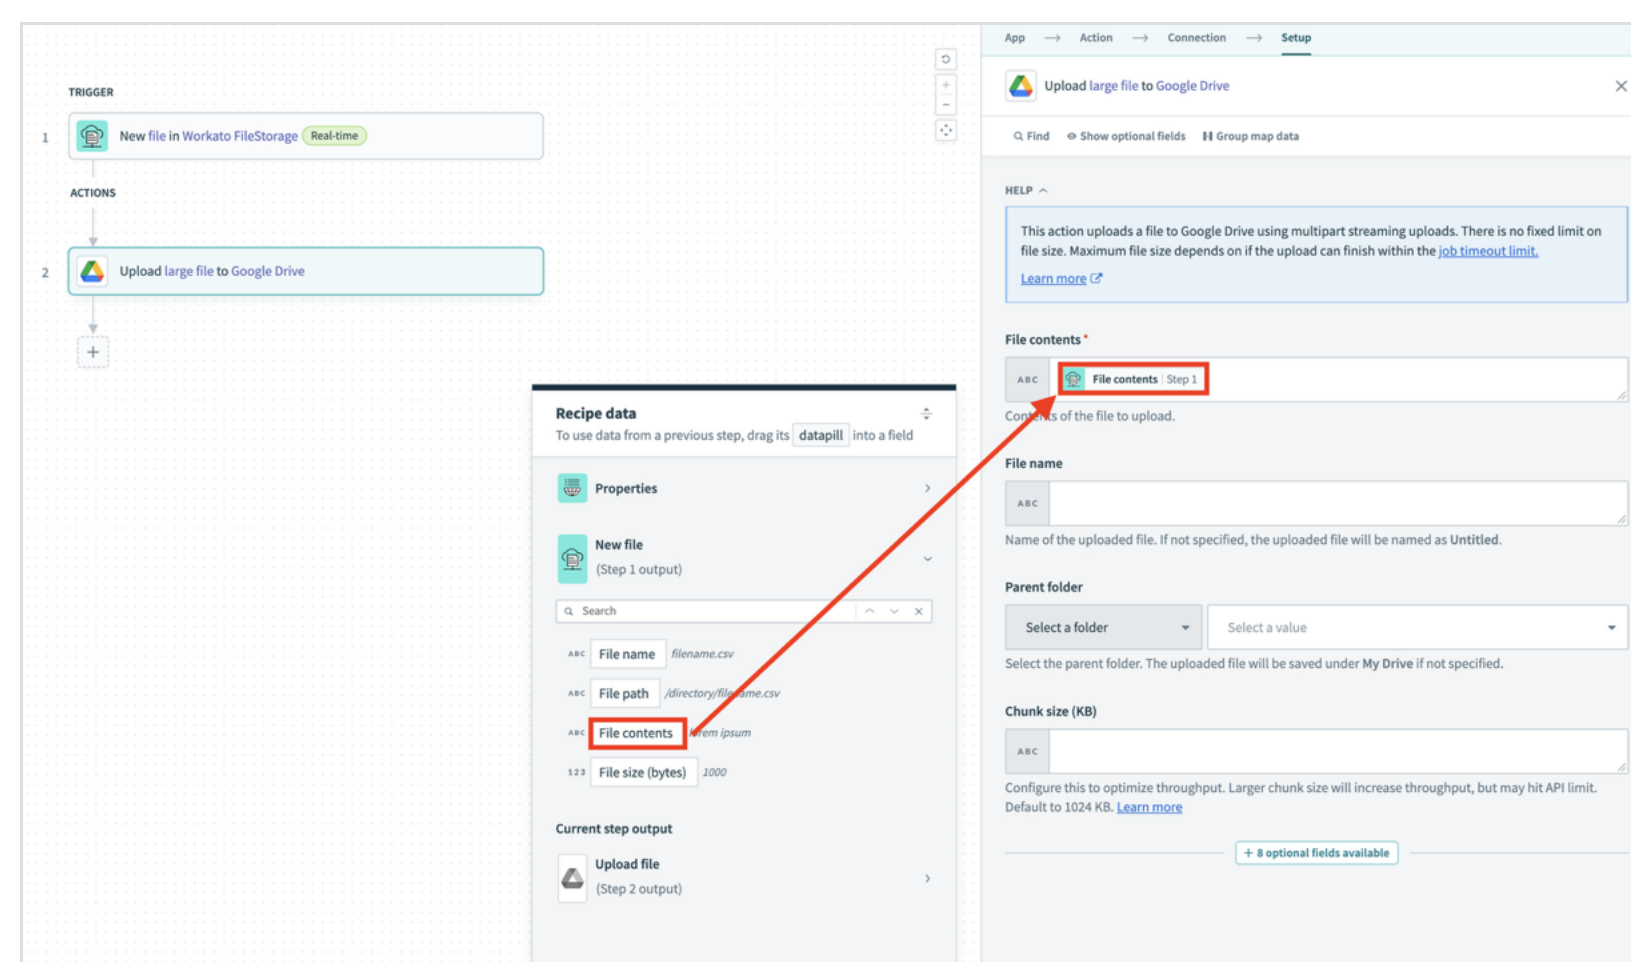 TRIGGER
1
New file in Workato FileStorage Real-time
ACTIONS
2
Upload large file to Google Drive
+
+
−
Recipe data
To use data from a previous step, drag its datapill into a field
Properties
New file
(Step 1 output)
Search
ABC File name filename.csv
ABC File path /directory/filename.csv
ABC File contents lorem ipsum
123 File size (bytes) 1000
Current step output
Upload file
(Step 2 output)
App → Action → Connection → Setup
Upload large file to Google Drive
Find Show optional fields Group map data
HELP
This action uploads a file to Google Drive using multipart streaming uploads. There is no fixed limit on
file size. Maximum file size depends on if the upload can finish within the job timeout limit.
Learn more
File contents*
ABC File contents | Step 1
Contents of the file to upload.
File name
ABC
Name of the uploaded file. If not specified, the uploaded file will be named as Untitled.
Parent folder
Select a folder Select a value
Select the parent folder. The uploaded file will be saved under My Drive if not specified.
Chunk size (KB)
ABC
Configure this to optimize throughput. Larger chunk size will increase throughput, but may hit API limit.
Default to 1024 KB. Learn more
+ 8 optional fields available